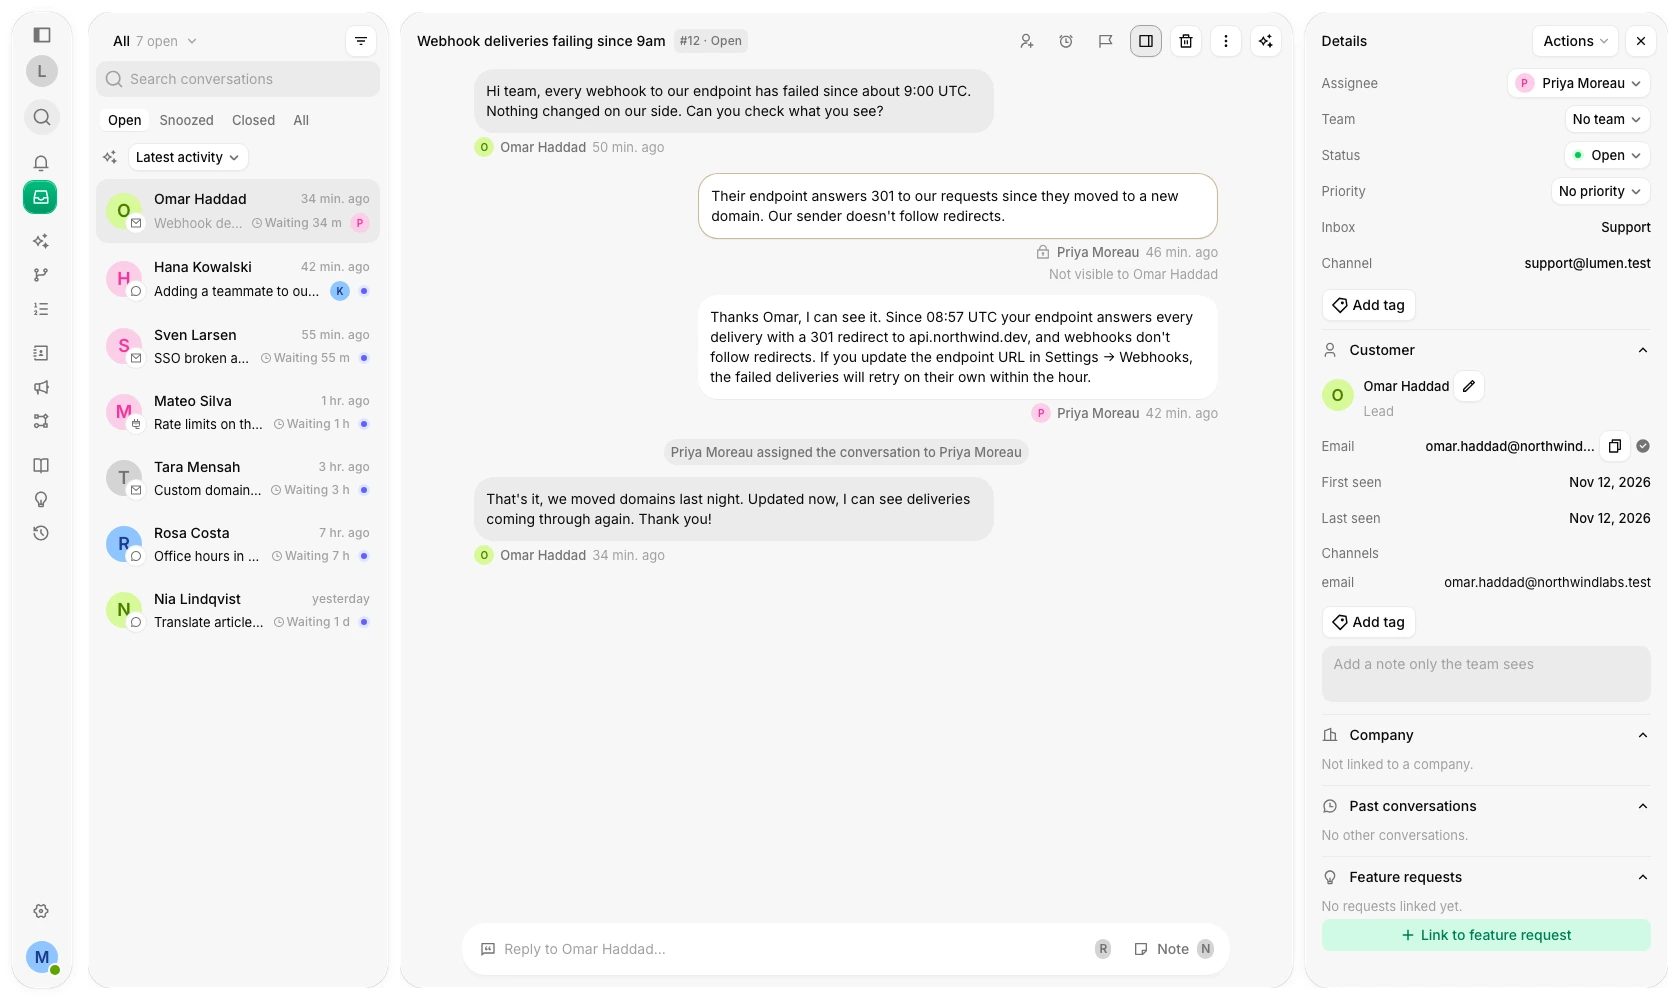 L
M
All 7 open
Search conversations
Open Snoozed Closed All
Latest activity
O
Omar Haddad 34 min. ago
Webhook de... Waiting 34 m P
H
Hana Kowalski 42 min. ago
Adding a teammate to ou... K
S
Sven Larsen 55 min. ago
SSO broken a... Waiting 55 m
M
Mateo Silva 1 hr. ago
Rate limits on th... Waiting 1 h
T
Tara Mensah 3 hr. ago
Custom domain... Waiting 3 h
R
Rosa Costa 7 hr. ago
Office hours in ... Waiting 7 h
N
Nia Lindqvist yesterday
Translate article... Waiting 1 d
Webhook deliveries failing since 9am #12 · Open
Hi team, every webhook to our endpoint has failed since about 9:00 UTC.
Nothing changed on our side. Can you check what you see?
O Omar Haddad 50 min. ago
Their endpoint answers 301 to our requests since they moved to a new
domain. Our sender doesn't follow redirects.
Priya Moreau 46 min. ago
Not visible to Omar Haddad
Thanks Omar, I can see it. Since 08:57 UTC your endpoint answers every
delivery with a 301 redirect to api.northwind.dev, and webhooks don't
follow redirects. If you update the endpoint URL in Settings → Webhooks,
the failed deliveries will retry on their own within the hour.
P Priya Moreau 42 min. ago
Priya Moreau assigned the conversation to Priya Moreau
That's it, we moved domains last night. Updated now, I can see deliveries
coming through again. Thank you!
O Omar Haddad 34 min. ago
Reply to Omar Haddad... R Note N
Details Actions
Assignee P Priya Moreau
Team No team
Status Open
Priority No priority
Inbox Support
Channel support@lumen.test
Add tag
Customer
O Omar Haddad
Lead
Email omar.haddad@northwind...
First seen Nov 12, 2026
Last seen Nov 12, 2026
Channels
email omar.haddad@northwindlabs.test
Add tag
Add a note only the team sees
Company
Not linked to a company.
Past conversations
No other conversations.
Feature requests
No requests linked yet.
+ Link to feature request